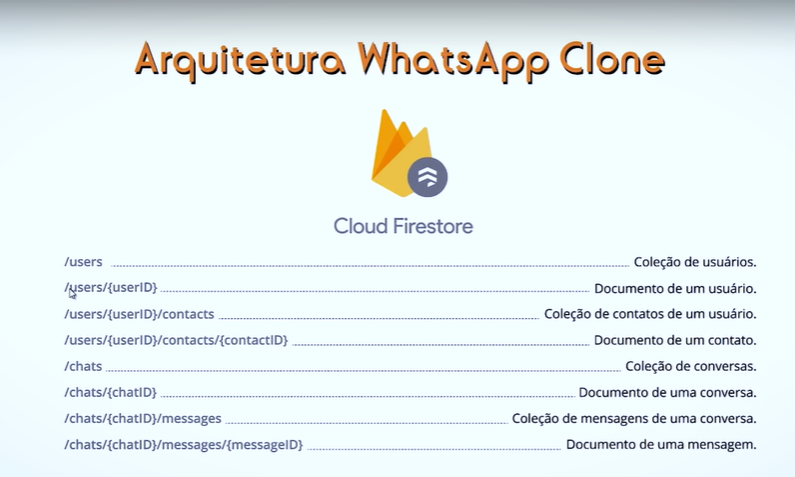 Arquitetura WhatsApp Clone
Cloud Firestore
/users Coleção de usuários.
/users/{userID} Documento de um usuário.
/users/{userID}/contacts Coleção de contatos de um usuário.
/users/{userID}/contacts/{contactID} Documento de um contato.
/chats Coleção de conversas.
/chats/{chatID} Documento de uma conversa.
/chats/{chatID}/messages Coleção de mensagens de uma conversa.
/chats/{chatID}/messages/{messageID} Documento de uma mensagem.